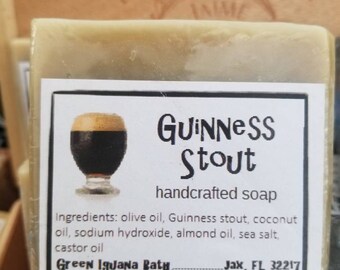 GUiNNESS
STOUT
handcrafted soap
Ingredients: olive oil, Guinness stout, coconut
oil, sodium hydroxide, almond oil, sea salt,
castor oil
Green Iguana Bath..............Jax, FL 32217